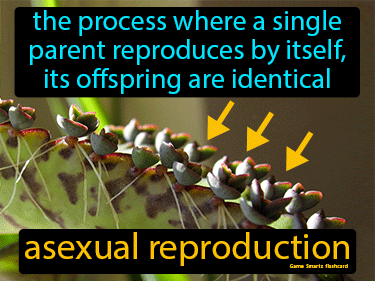 the process where a single
parent reproduces by itself,
its offspring are identical
asexual reproduction
Game Smartz flashcard